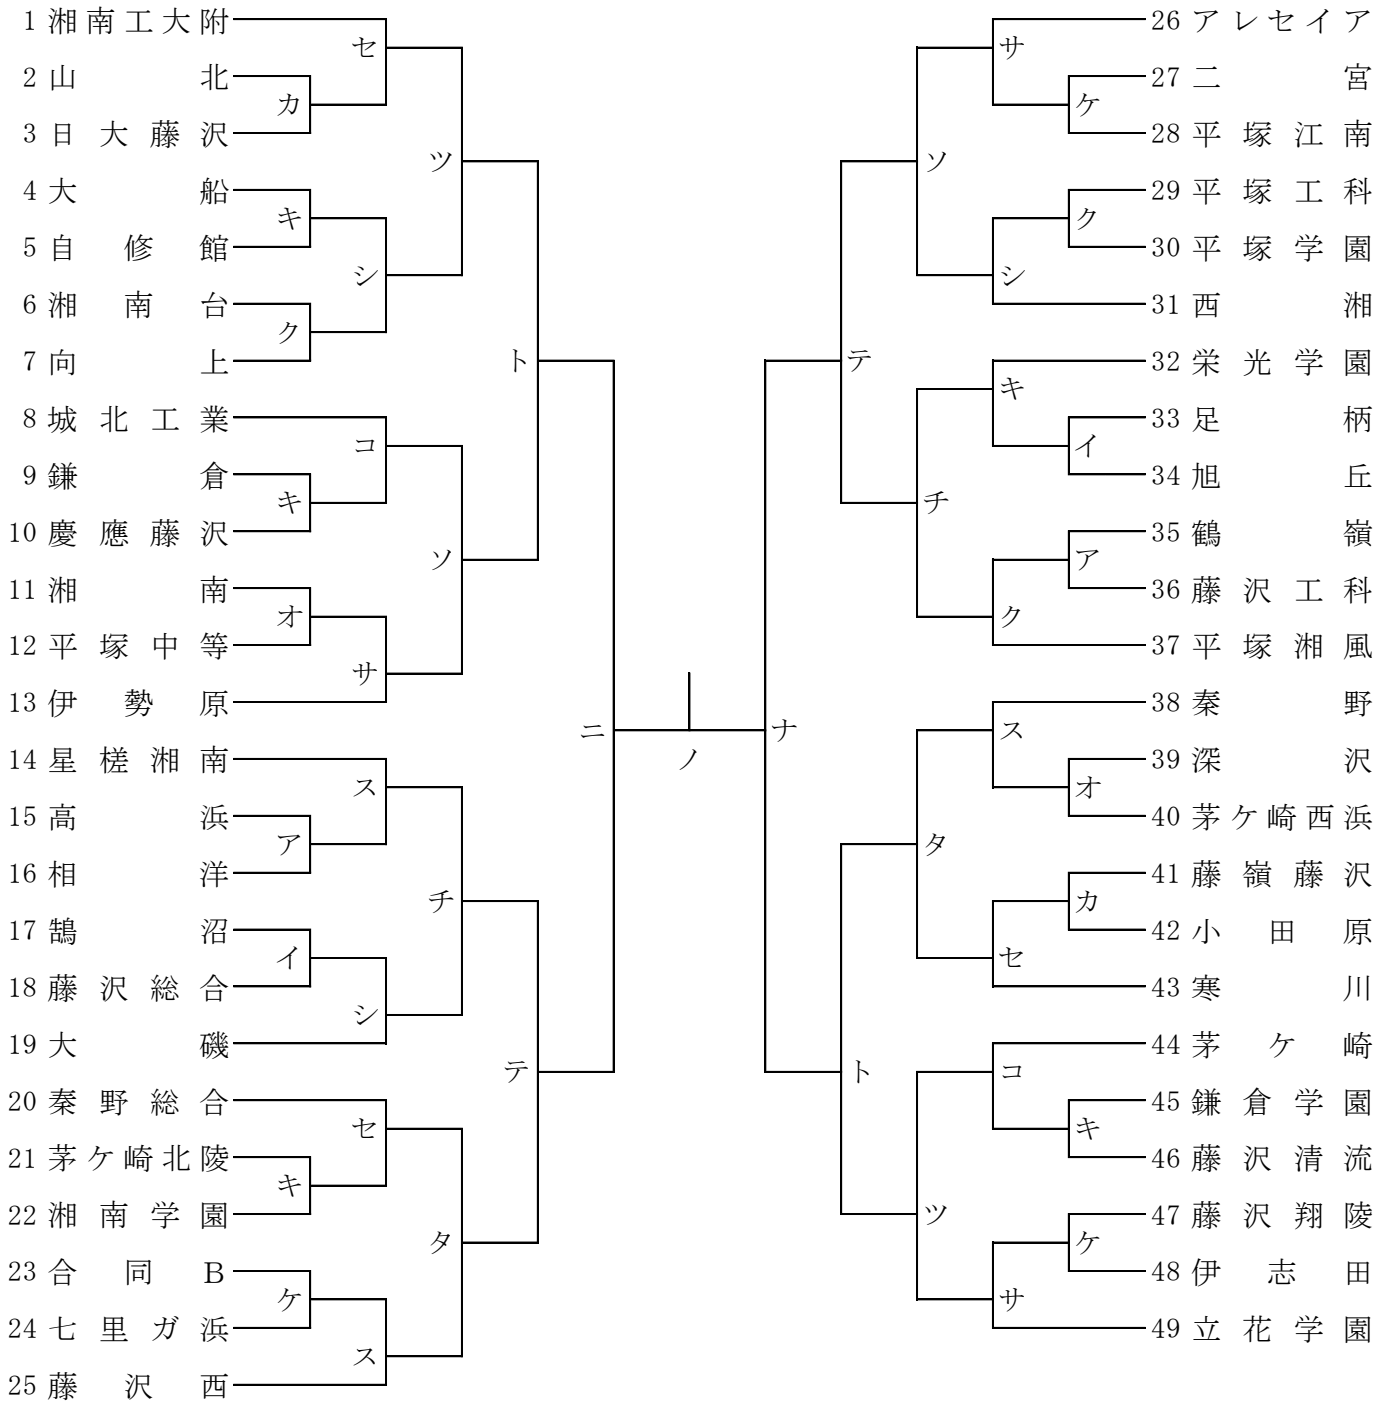 1 湘南工大附
2 山北
3 日大藤沢
4 大船
5 自修館
6 湘南台
7 向上
8 城北工業
9 鎌倉
10 慶應藤沢
11 湘南
12 平塚中等
13 伊勢原
14 星槎湘南
15 高浜
16 相洋
17 鵠沼
18 藤沢総合
19 大磯
20 秦野総合
21 茅ケ崎北陵
22 湘南学園
23 合同B
24 七里ガ浜
25 藤沢西
セ
カ
キ
シ
ク
コ
キ
オ
サ
ス
ア
イ
シ
セ
キ
ケ
ス
ツ
ソ
チ
タ
ト
テ
ニ
ノ
ナ
テ
ト
ソ
チ
タ
ツ
サ
ケ
ク
シ
キ
イ
ア
ク
ス
オ
カ
セ
コ
キ
ケ
サ
26 アレセイア
27 二宮
28 平塚江南
29 平塚工科
30 平塚学園
31 西湘
32 栄光学園
33 足柄
34 旭丘
35 鶴嶺
36 藤沢工科
37 平塚湘風
38 秦野
39 深沢
40 茅ケ崎西浜
41 藤嶺藤沢
42 小田原
43 寒川
44 茅ケ崎
45 鎌倉学園
46 藤沢清流
47 藤沢翔陵
48 伊志田
49 立花学園